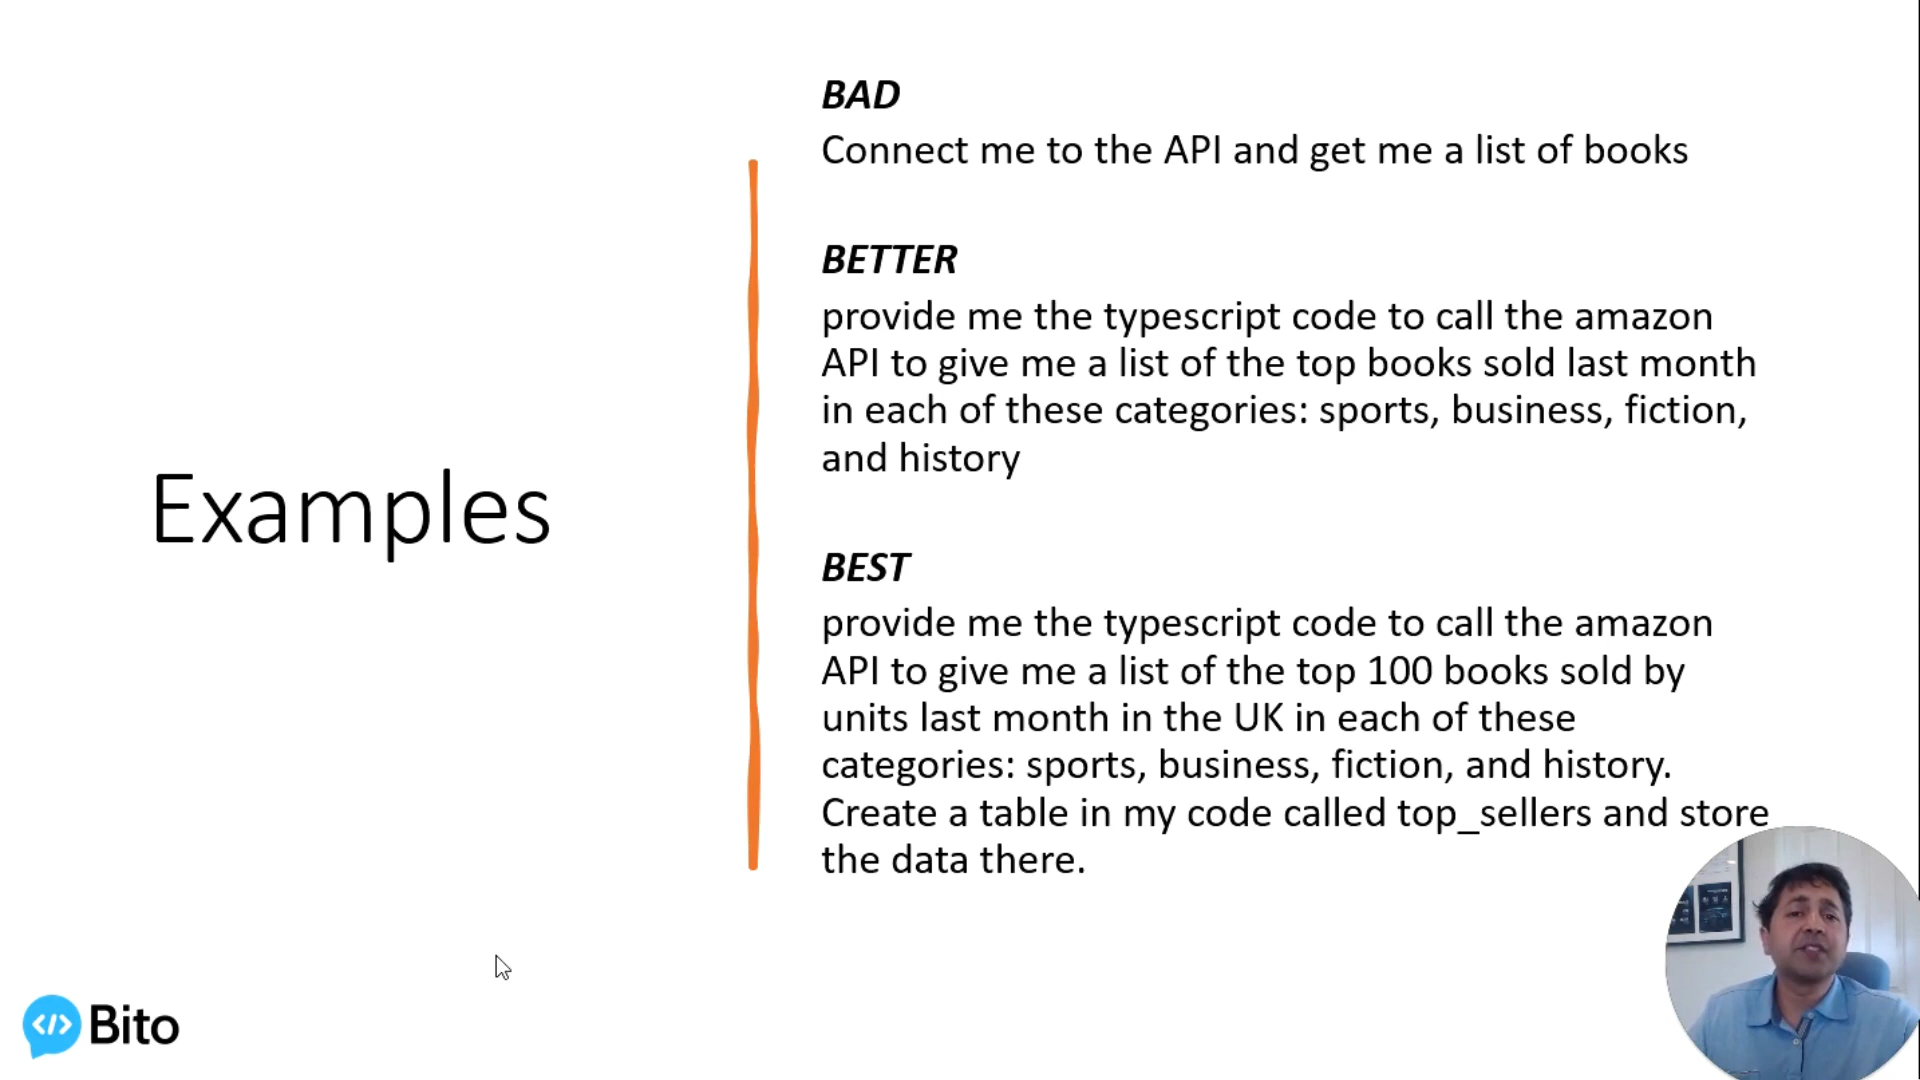 BAD
Connect me to the API and get me a list of books
BETTER
provide me the typescript code to call the amazon
API to give me a list of the top books sold last month
in each of these categories: sports, business, fiction,
and history
Examples
BEST
provide me the typescript code to call the amazon
API to give me a list of the top 100 books sold by
units last month in the UK in each of these
categories: sports, business, fiction, and history.
Create a table in my code called top_sellers and store
the data there.
</> Bito